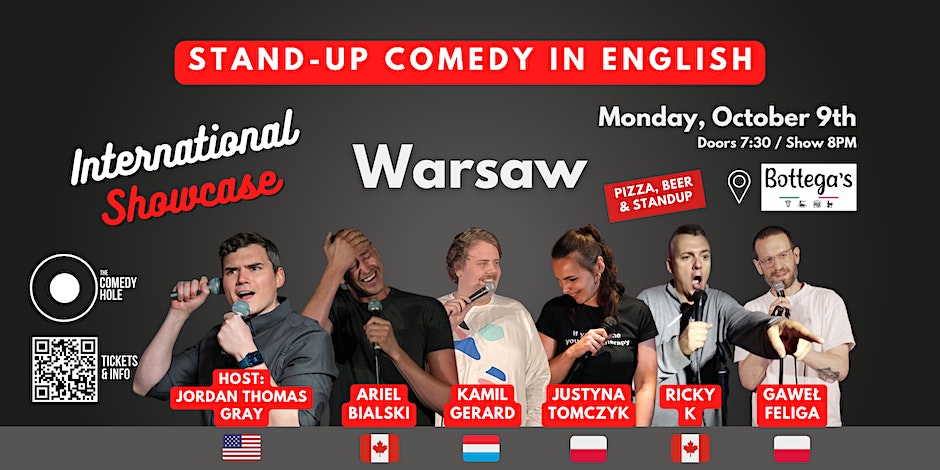 STAND-UP COMEDY IN ENGLISH
International
Showcase
Warsaw
Monday, October 9th
Doors 7:30 / Show 8PM
PIZZA, BEER
& STANDUP
Bottega's
THE
COMEDY
HOLE
TICKETS
& INFO
HOST:
JORDAN THOMAS
GRAY
ARIEL
BIALSKI
KAMIL
GERARD
JUSTYNA
TOMCZYK
RICKY
K
GAWEŁ
FELIGA